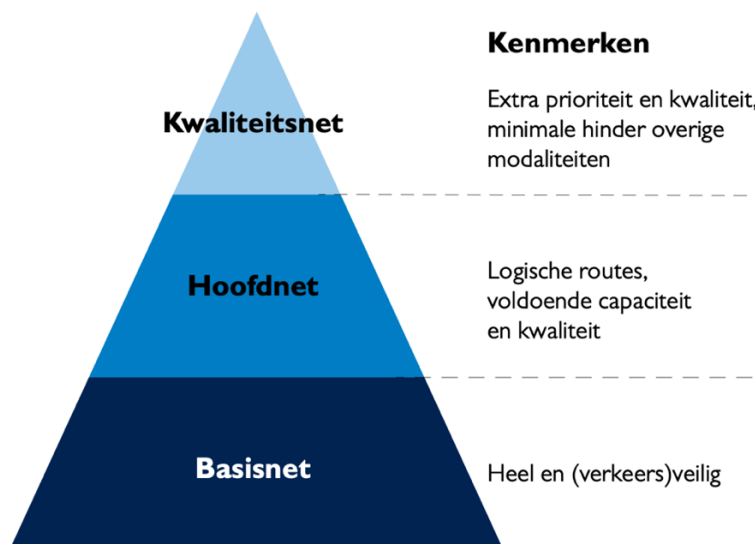 Kenmerken
Kwaliteitsnet
Extra prioriteit en kwaliteit,
minimale hinder overige
modaliteiten
Hoofdnet
Logische routes,
voldoende capaciteit
en kwaliteit
Basisnet
Heel en (verkeers)veilig